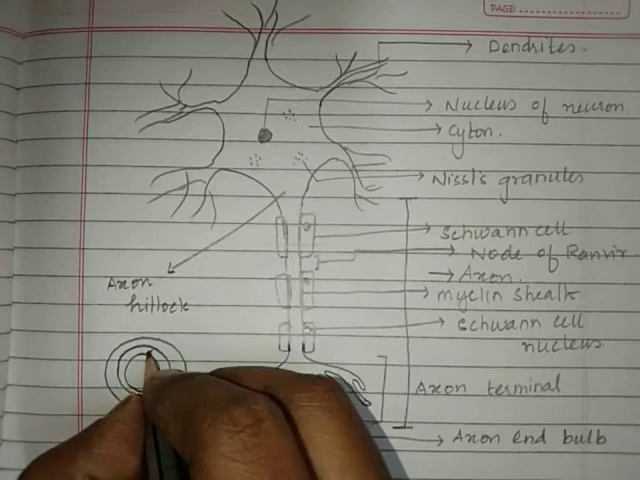 PAGE
Dendrites.
Nucleus of neuron
Cyton.
Nissl's granules
Schwann cell
Node of Ranvir
Axon.
Axon
hillock
myelin sheath
schwann cell
nucleus.
Axon terminal
Axon end bulb